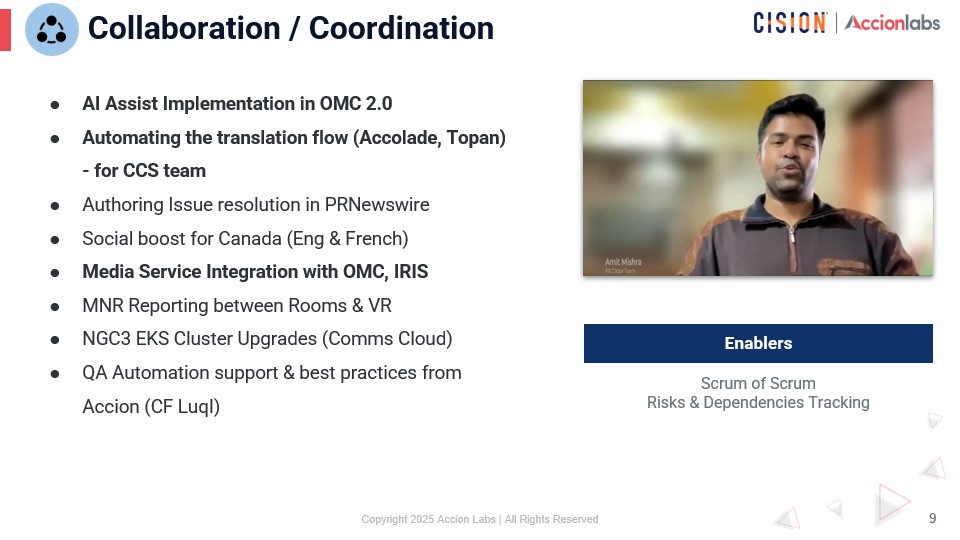 Collaboration / Coordination
CISION
Accionlabs
● AI Assist Implementation in OMC 2.0
● Automating the translation flow (Accolade, Topan)
- for CCS team
● Authoring Issue resolution in PRNewswire
● Social boost for Canada (Eng & French)
● Media Service Integration with OMC, IRIS
● MNR Reporting between Rooms & VR
● NGC3 EKS Cluster Upgrades (Comms Cloud)
● QA Automation support & best practices from
Accion (CF Luql)
Amit Mishra
Enablers
Scrum of Scrum
Risks & Dependencies Tracking
Copyright 2025 Accion Labs | All Rights Reserved
9